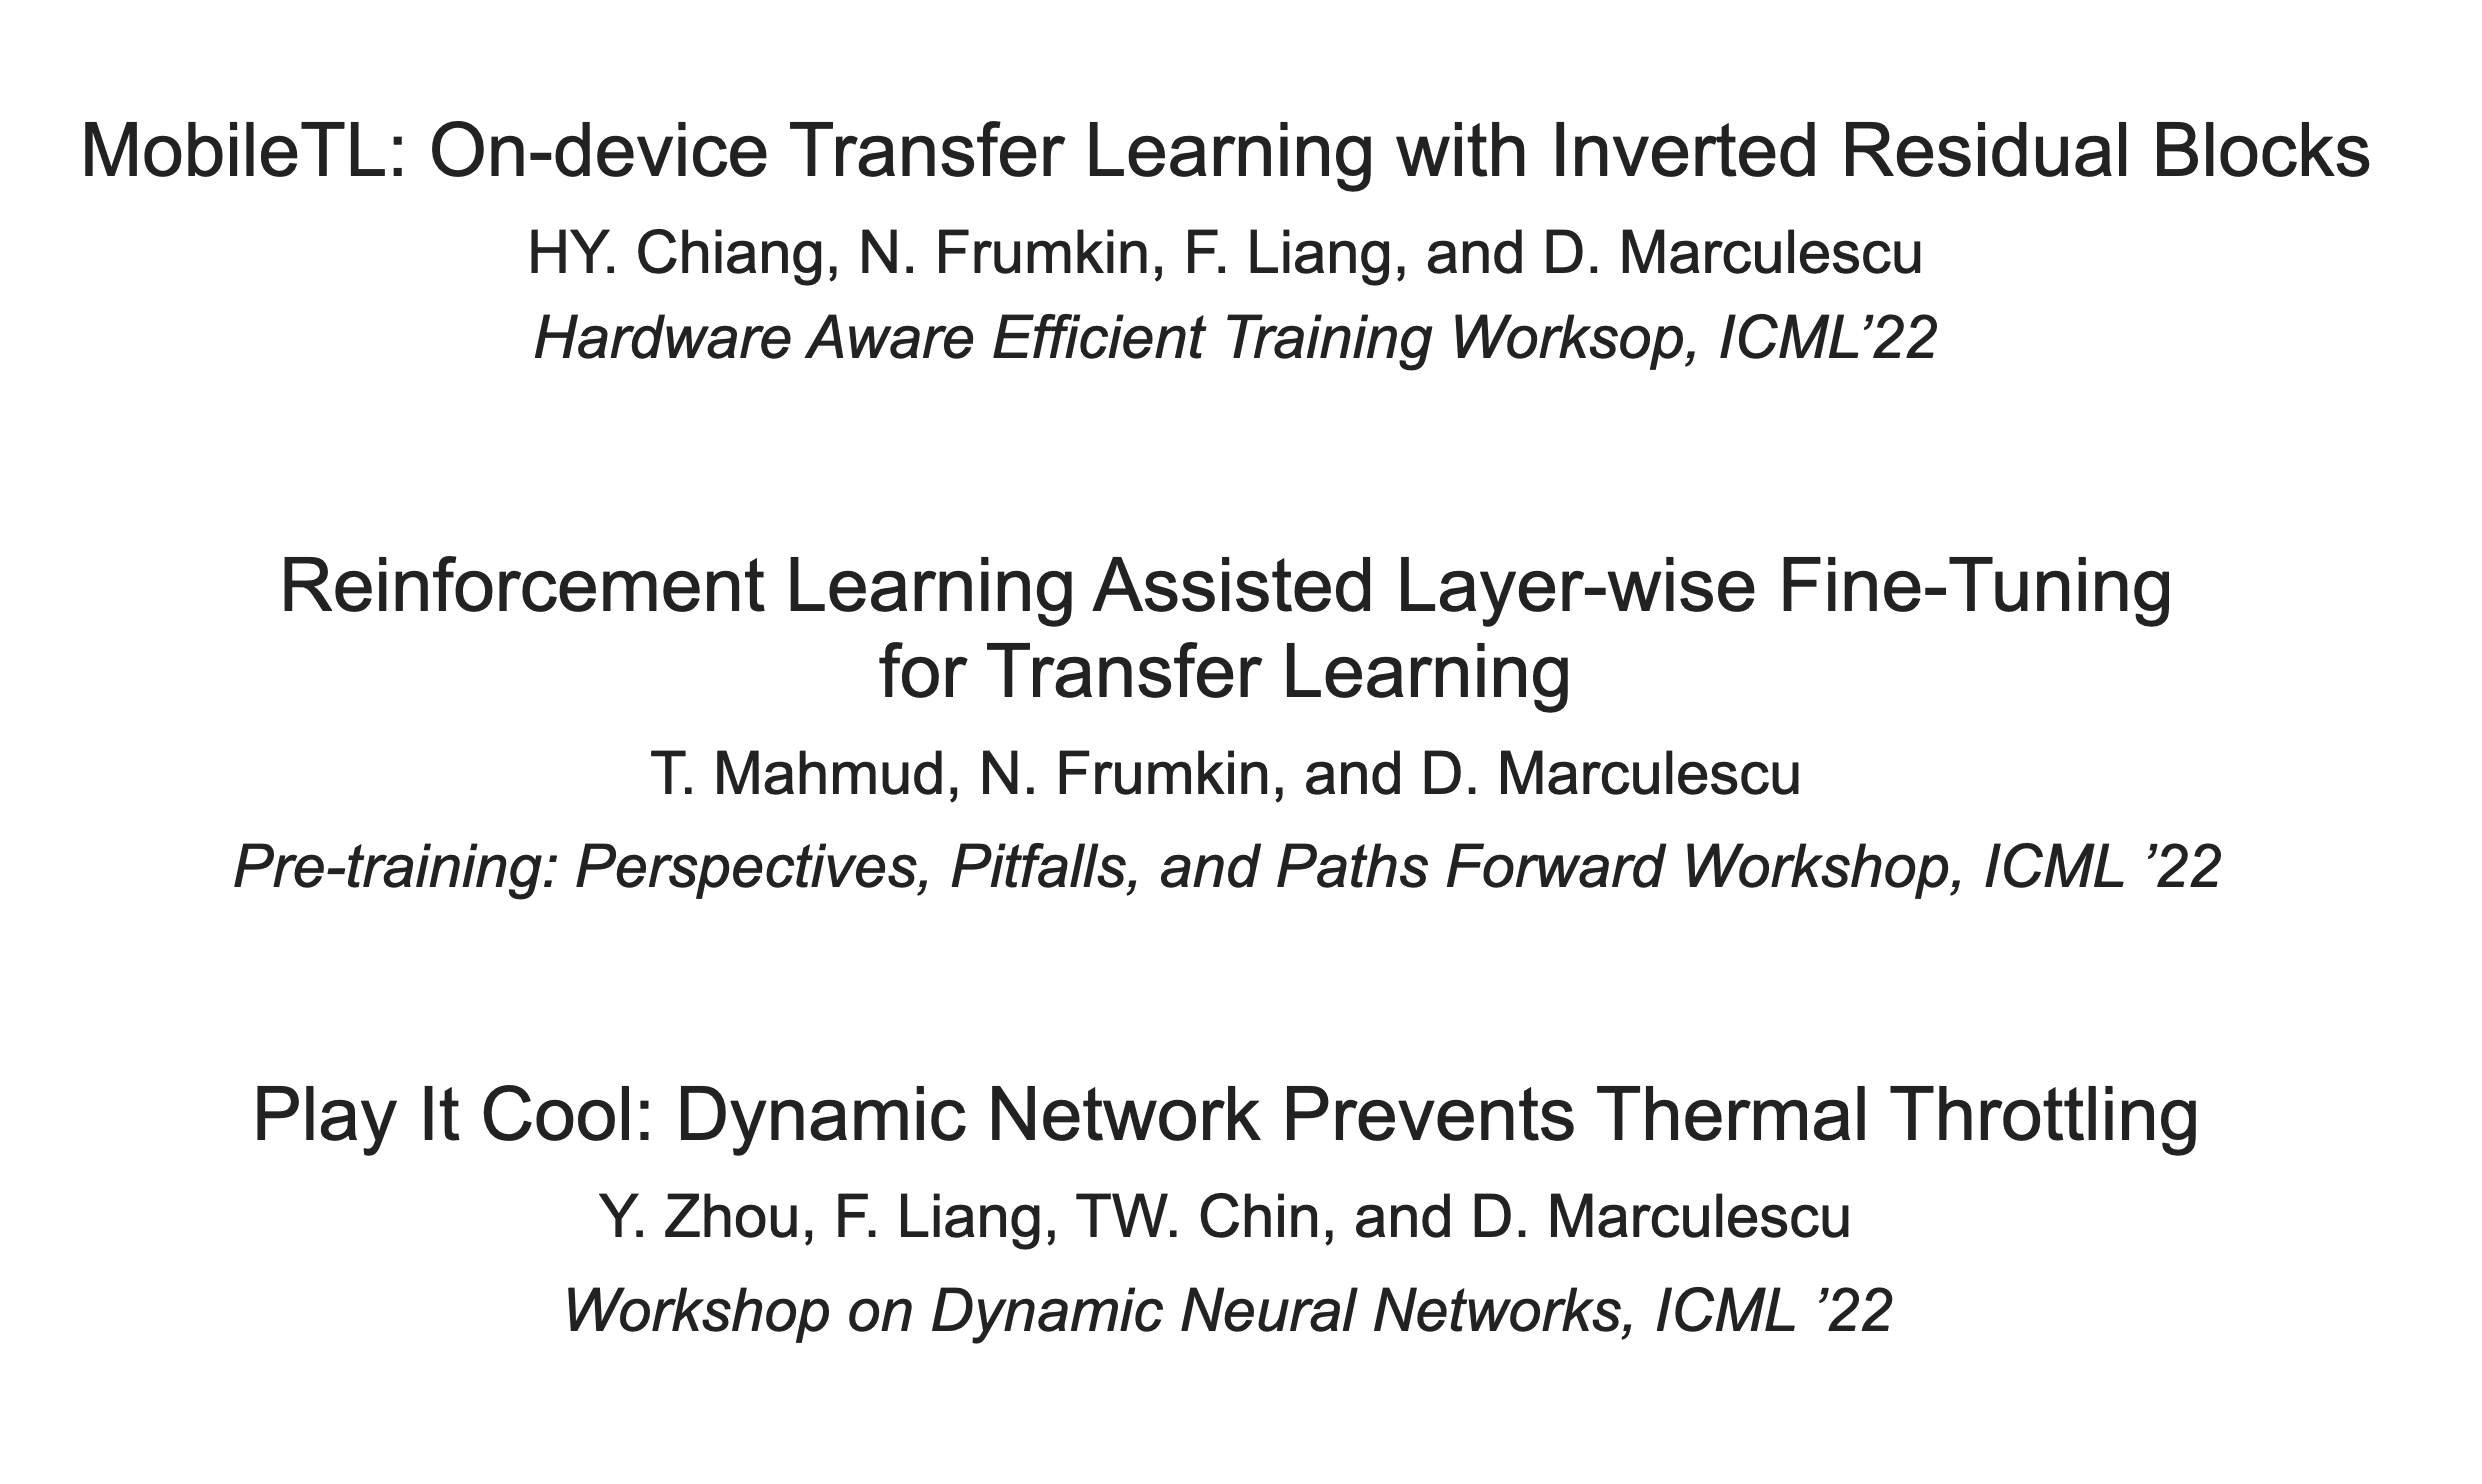 MobileTL: On-device Transfer Learning with Inverted Residual Blocks
HY. Chiang, N. Frumkin, F. Liang, and D. Marculescu
Hardware Aware Efficient Training Worksop, ICML’22
Reinforcement Learning Assisted Layer-wise Fine-Tuning
for Transfer Learning
T. Mahmud, N. Frumkin, and D. Marculescu
Pre-training: Perspectives, Pitfalls, and Paths Forward Workshop, ICML ’22
Play It Cool: Dynamic Network Prevents Thermal Throttling
Y. Zhou, F. Liang, TW. Chin, and D. Marculescu
Workshop on Dynamic Neural Networks, ICML ’22